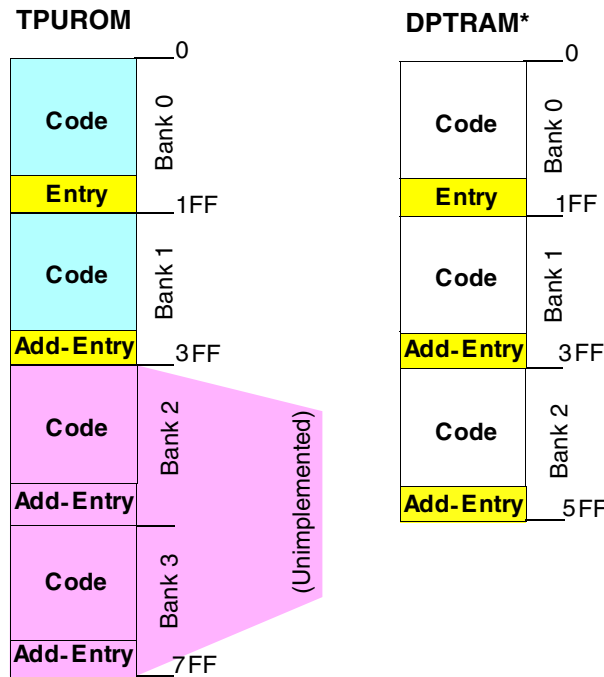 TPUROM
0
Code
Bank 0
Entry
1FF
Code
Bank 1
Add-Entry
3FF
Code
Bank 2
Add-Entry
Code
Bank 3
Add-Entry
7FF
(Unimplemented)
DPTRAM*
0
Code
Bank 0
Entry
1FF
Code
Bank 1
Add-Entry
3FF
Code
Bank 2
Add-Entry
5FF